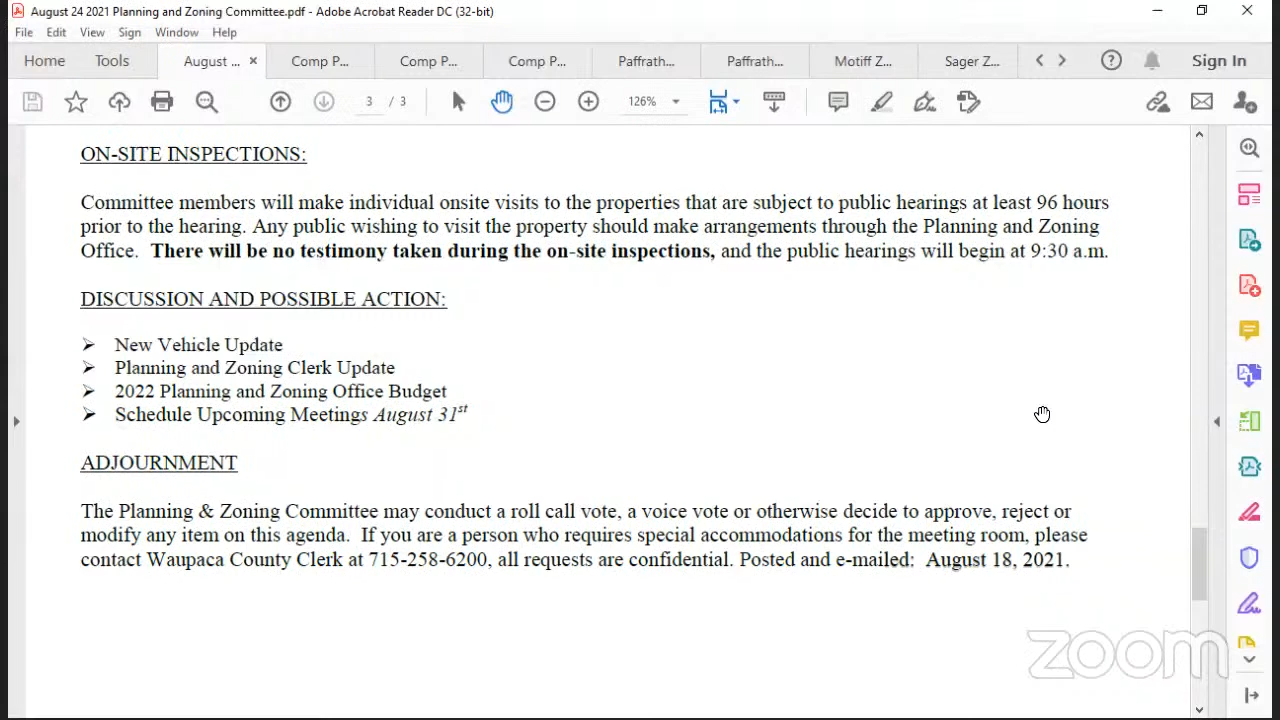 August 24 2021 Planning and Zoning Committee.pdf - Adobe Acrobat Reader DC (32-bit)
File Edit View Sign Window Help
Home Tools August ... × Comp P... Comp P... Comp P... Paffrath... Paffrath... Motiff Z... Sager Z... Sign In
3 / 3 126%
ON-SITE INSPECTIONS:
Committee members will make individual onsite visits to the properties that are subject to public hearings at least 96 hours
prior to the hearing. Any public wishing to visit the property should make arrangements through the Planning and Zoning
Office. There will be no testimony taken during the on-site inspections, and the public hearings will begin at 9:30 a.m.
DISCUSSION AND POSSIBLE ACTION:
➢ New Vehicle Update
➢ Planning and Zoning Clerk Update
➢ 2022 Planning and Zoning Office Budget
➢ Schedule Upcoming Meetings August 31st
ADJOURNMENT
The Planning & Zoning Committee may conduct a roll call vote, a voice vote or otherwise decide to approve, reject or
modify any item on this agenda. If you are a person who requires special accommodations for the meeting room, please
contact Waupaca County Clerk at 715-258-6200, all requests are confidential. Posted and e-mailed: August 18, 2021.
zoom